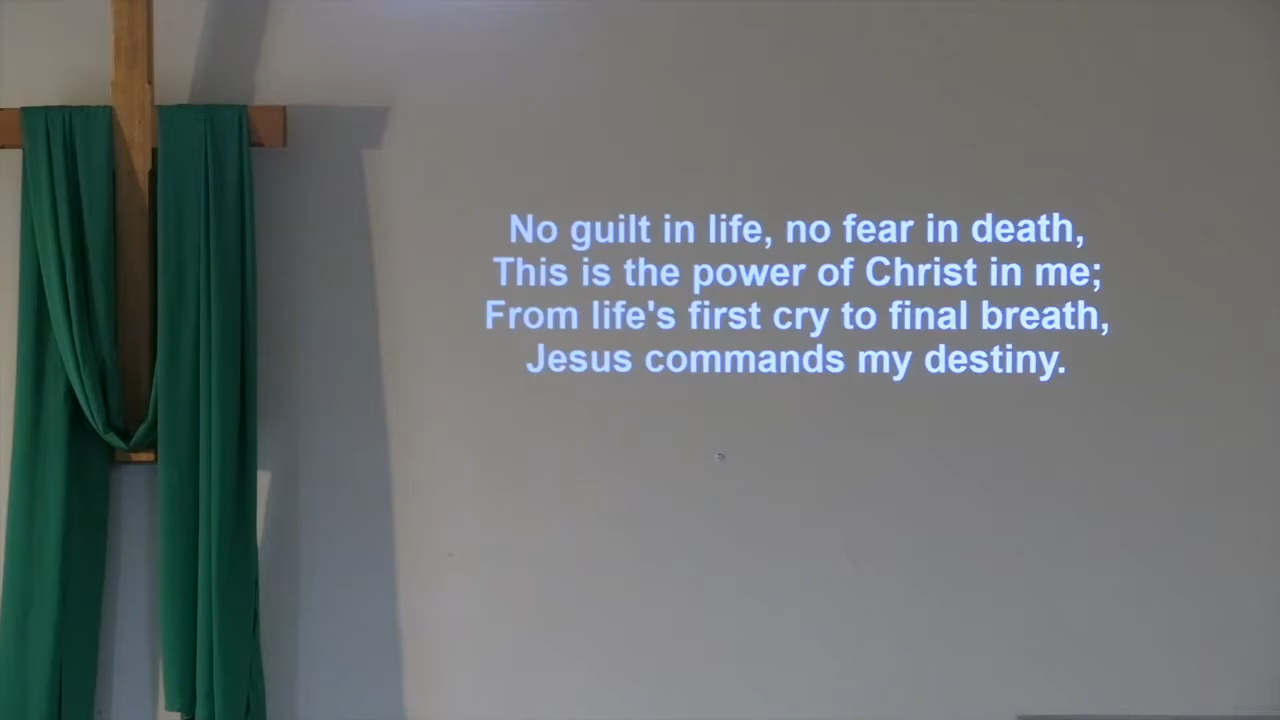 No guilt in life, no fear in death,
This is the power of Christ in me;
From life's first cry to final breath,
Jesus commands my destiny.